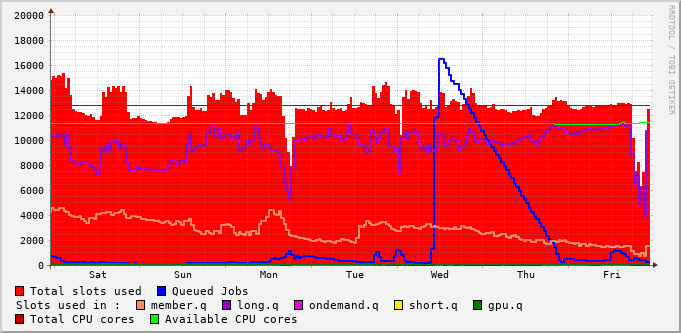 RRDTOOL / TOBI OETIKER
20000
18000
16000
14000
12000
10000
8000
6000
4000
2000
0
Sat Sun Mon Tue Wed Thu Fri
Total slots used Queued Jobs
Slots used in : member.q long.q ondemand.q short.q gpu.q
Total CPU cores Available CPU cores